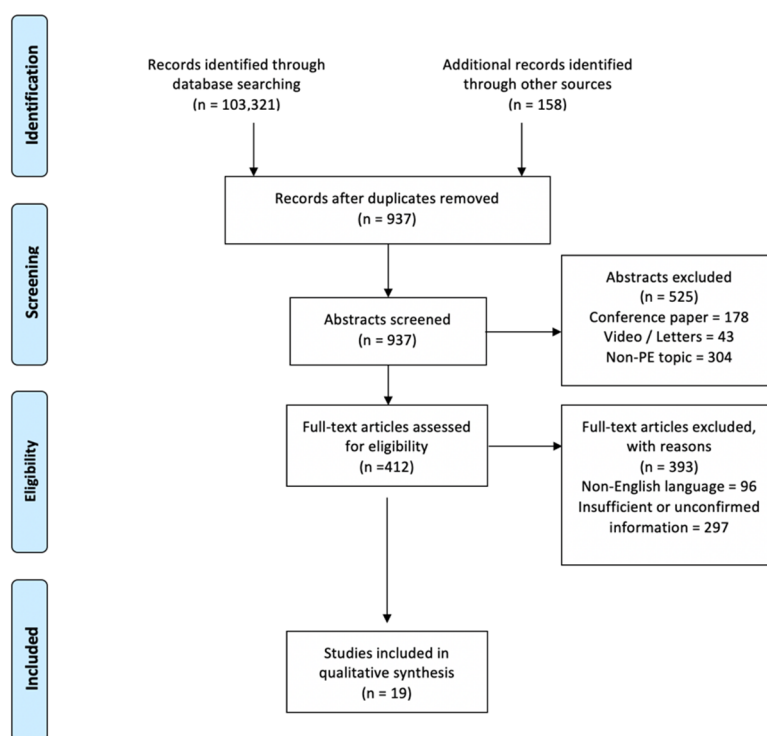 Identification
Records identified through
database searching
(n = 103,321)
Additional records identified
through other sources
(n = 158)
Records after duplicates removed
(n = 937)
Screening
Abstracts screened
(n = 937)
Abstracts excluded
(n = 525)
Conference paper = 178
Video / Letters = 43
Non-PE topic = 304
Eligibility
Full-text articles assessed
for eligibility
(n =412)
Full-text articles excluded,
with reasons
(n = 393)
Non-English language = 96
Insufficient or unconfirmed
information = 297
Included
Studies included in
qualitative synthesis
(n = 19)